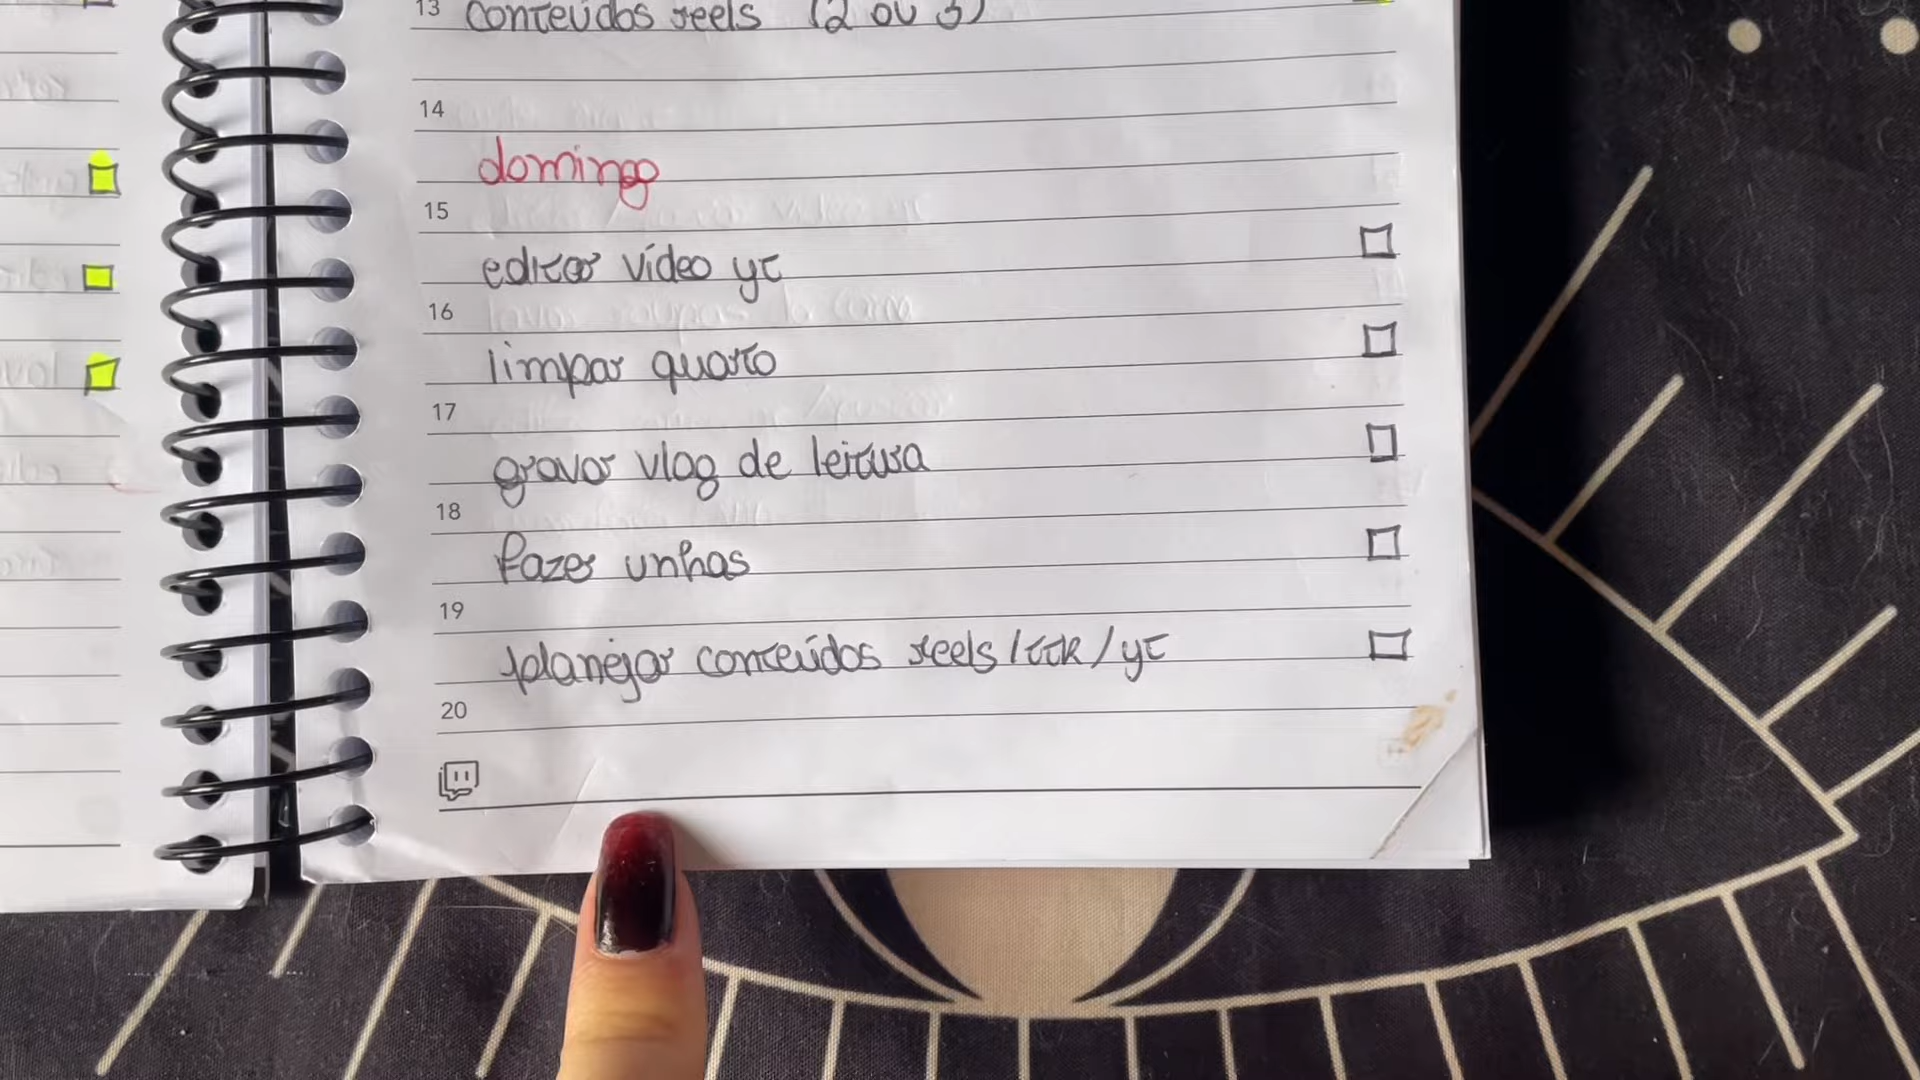 13 conteúdos reels (2 ou 3)
14
domingo
15
editar vídeo yt
16
limpar quarto
17
gravar vlog de leitura
18
fazer unhas
19
planejar conteúdos reels/ttk/yt
20